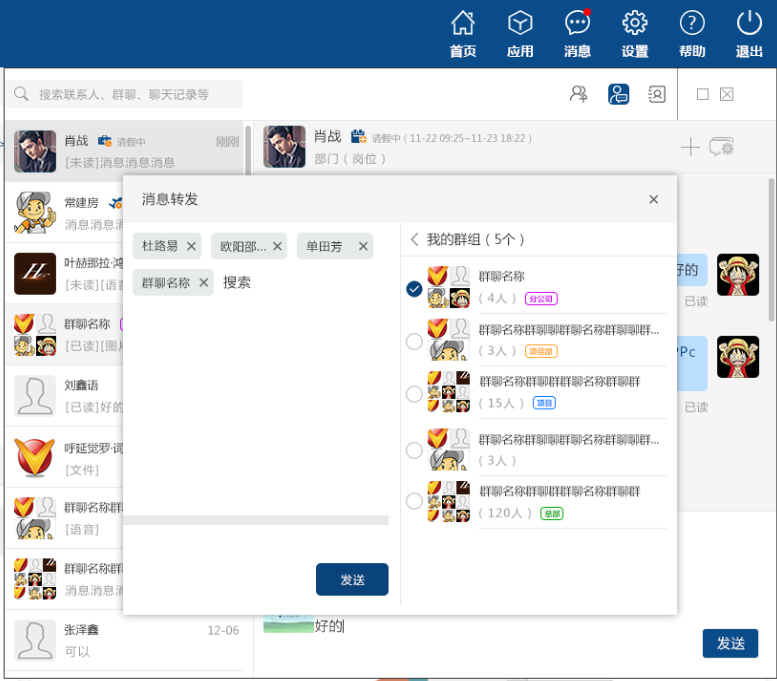 首页 应用 消息 设置 帮助 退出
搜索联系人、群聊、聊天记录等
肖战 请假中 刚刚
[未读]消息消息消息
常建房
消息消息消
叶赫那拉·鸿
[未读][语
群聊名称
[已读][图片
刘鑫语
[已读]好的
呼延觉罗·词
[文件]
群聊名称群
[语音]
群聊名称群
消息消息消
张泽鑫 12-06
可以
肖战 请假中 ( 11-22 09:25~11-23 18:22 )
部门 ( 岗位 )
好的
已读
PPc
已读
消息转发
杜路易 欧阳邵... 单田芳
群聊名称 搜索
发送
我的群组 ( 5个 )
群聊名称
( 4人 ) 分公司
群聊名称群聊聊群聊名称群聊聊群...
( 3人 ) 项目部
群聊名称群聊群群聊名称群聊群
( 15人 ) 项目
群聊名称群聊聊群聊名称群聊聊群...
( 3人 )
群聊名称群聊群群聊名称群聊群
( 120人 ) 总部
好的
发送